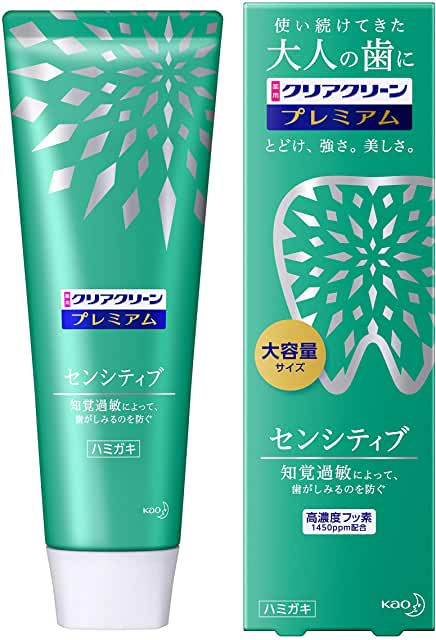 薬用
クリアクリーン
プレミアム
センシティブ
知覚過敏によって、
歯がしみるのを防ぐ
ハミガキ
Kao
使い続けてきた
大人の歯に
薬用
クリアクリーン
プレミアム
とどけ、強さ。美しさ。
大容量
サイズ
センシティブ
知覚過敏によって、
歯がしみるのを防ぐ
高濃度フッ素
1450ppm配合
ハミガキ
Kao